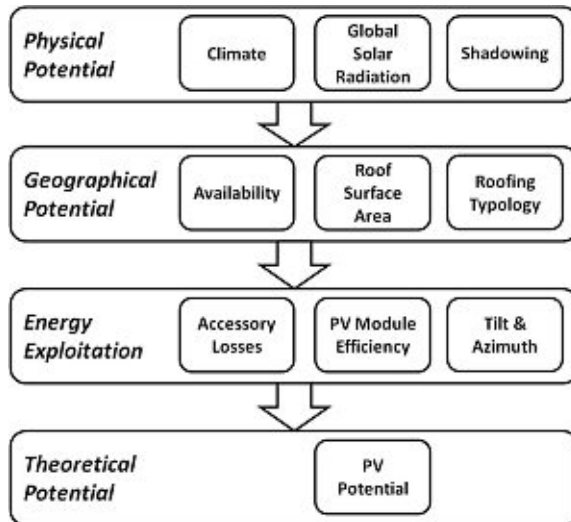 Physical
Potential
Climate
Global
Solar
Radiation
Shadowing
Geographical
Potential
Availability
Roof
Surface
Area
Roofing
Typology
Energy
Exploitation
Accessory
Losses
PV Module
Efficiency
Tilt &
Azimuth
Theoretical
Potential
PV
Potential